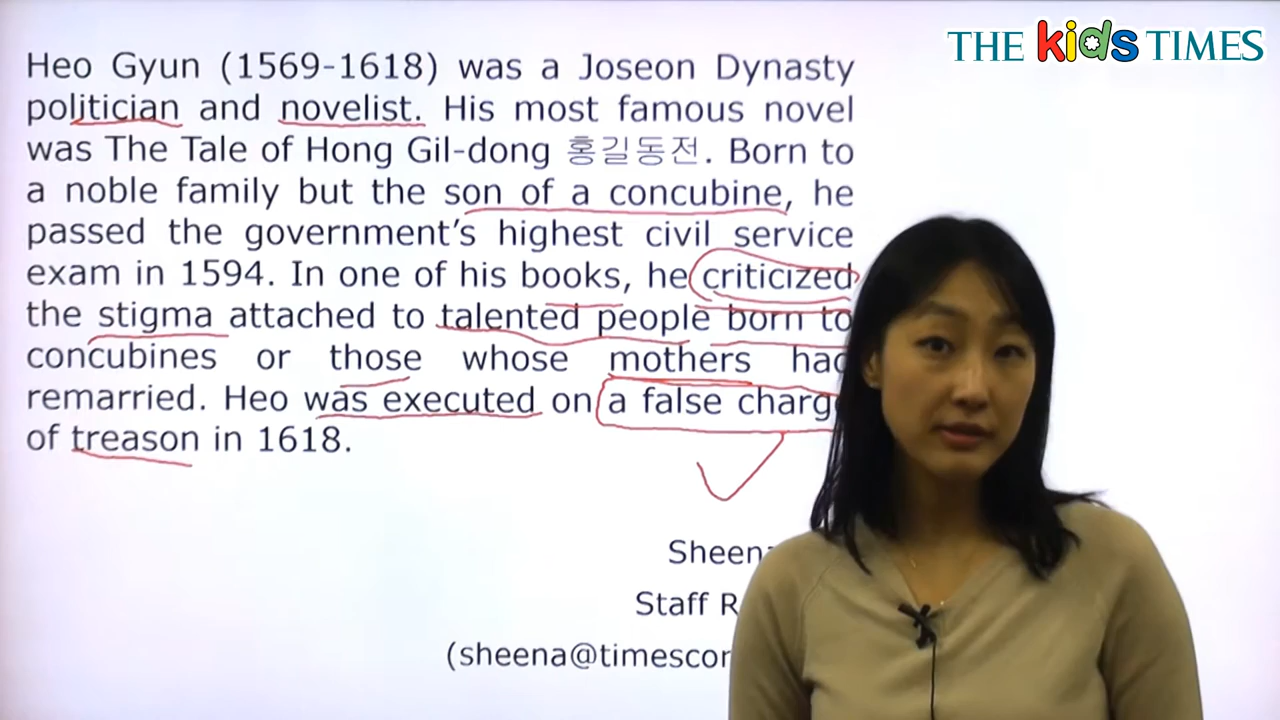 THE kids TIMES
Heo Gyun (1569-1618) was a Joseon Dynasty
politician and novelist. His most famous novel
was The Tale of Hong Gil-dong 홍길동전. Born to
a noble family but the son of a concubine, he
passed the government's highest civil service
exam in 1594. In one of his books, he criticized
the stigma attached to talented people born to
concubines or those whose mothers had
remarried. Heo was executed on a false charge
of treason in 1618.
Sheena
Staff
(sheena@timescor